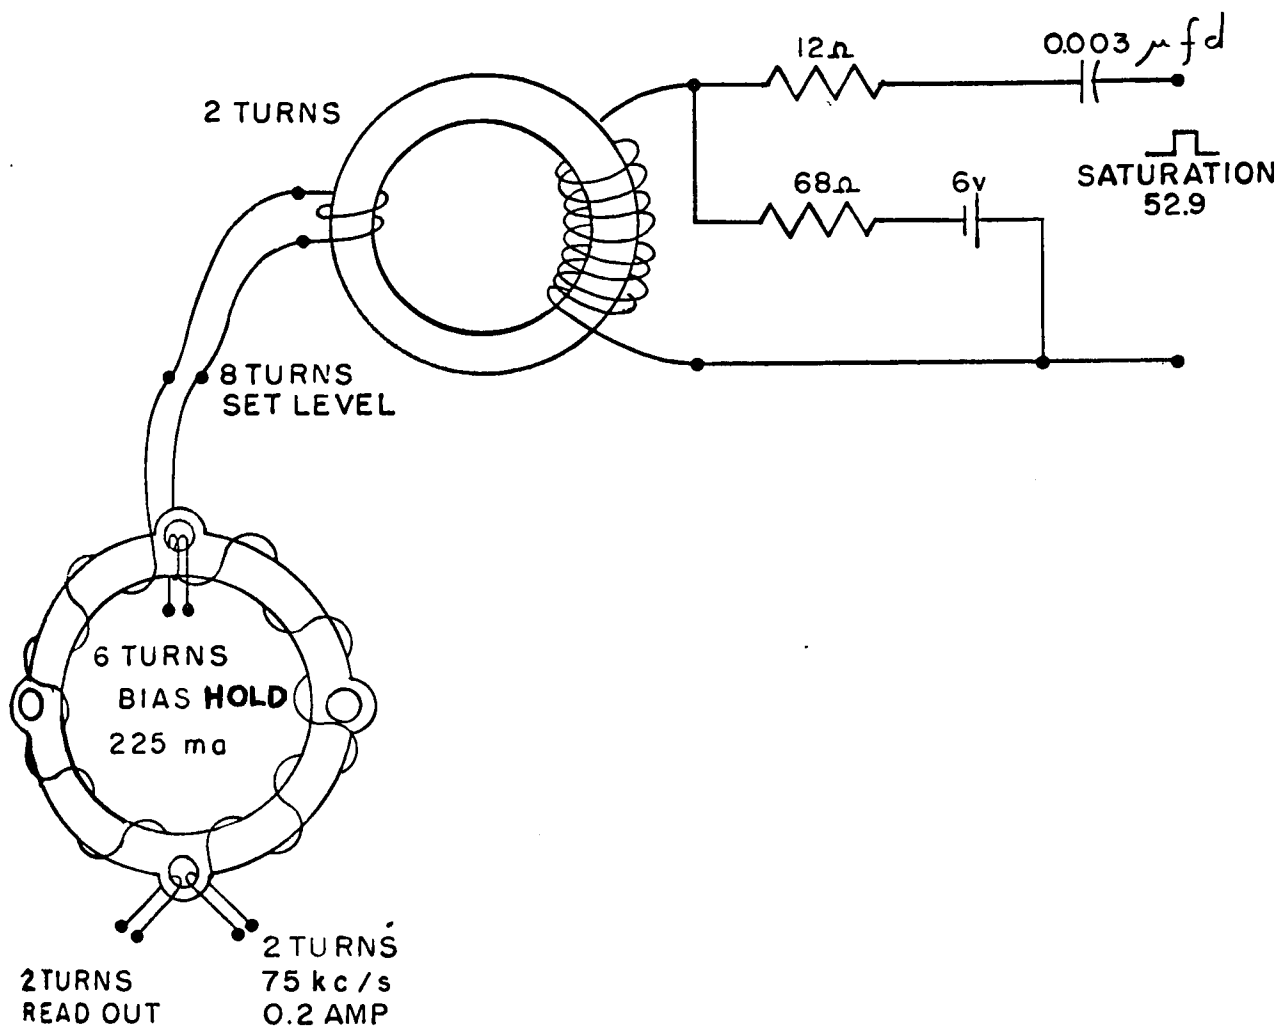 2 TURNS
12Ω
0.003 μfd
68Ω
6v
SATURATION
52.9
8 TURNS
SET LEVEL
6 TURNS
BIAS HOLD
225 ma
2 TURNS
READ OUT
2 TURNS
75 kc/s
0.2 AMP